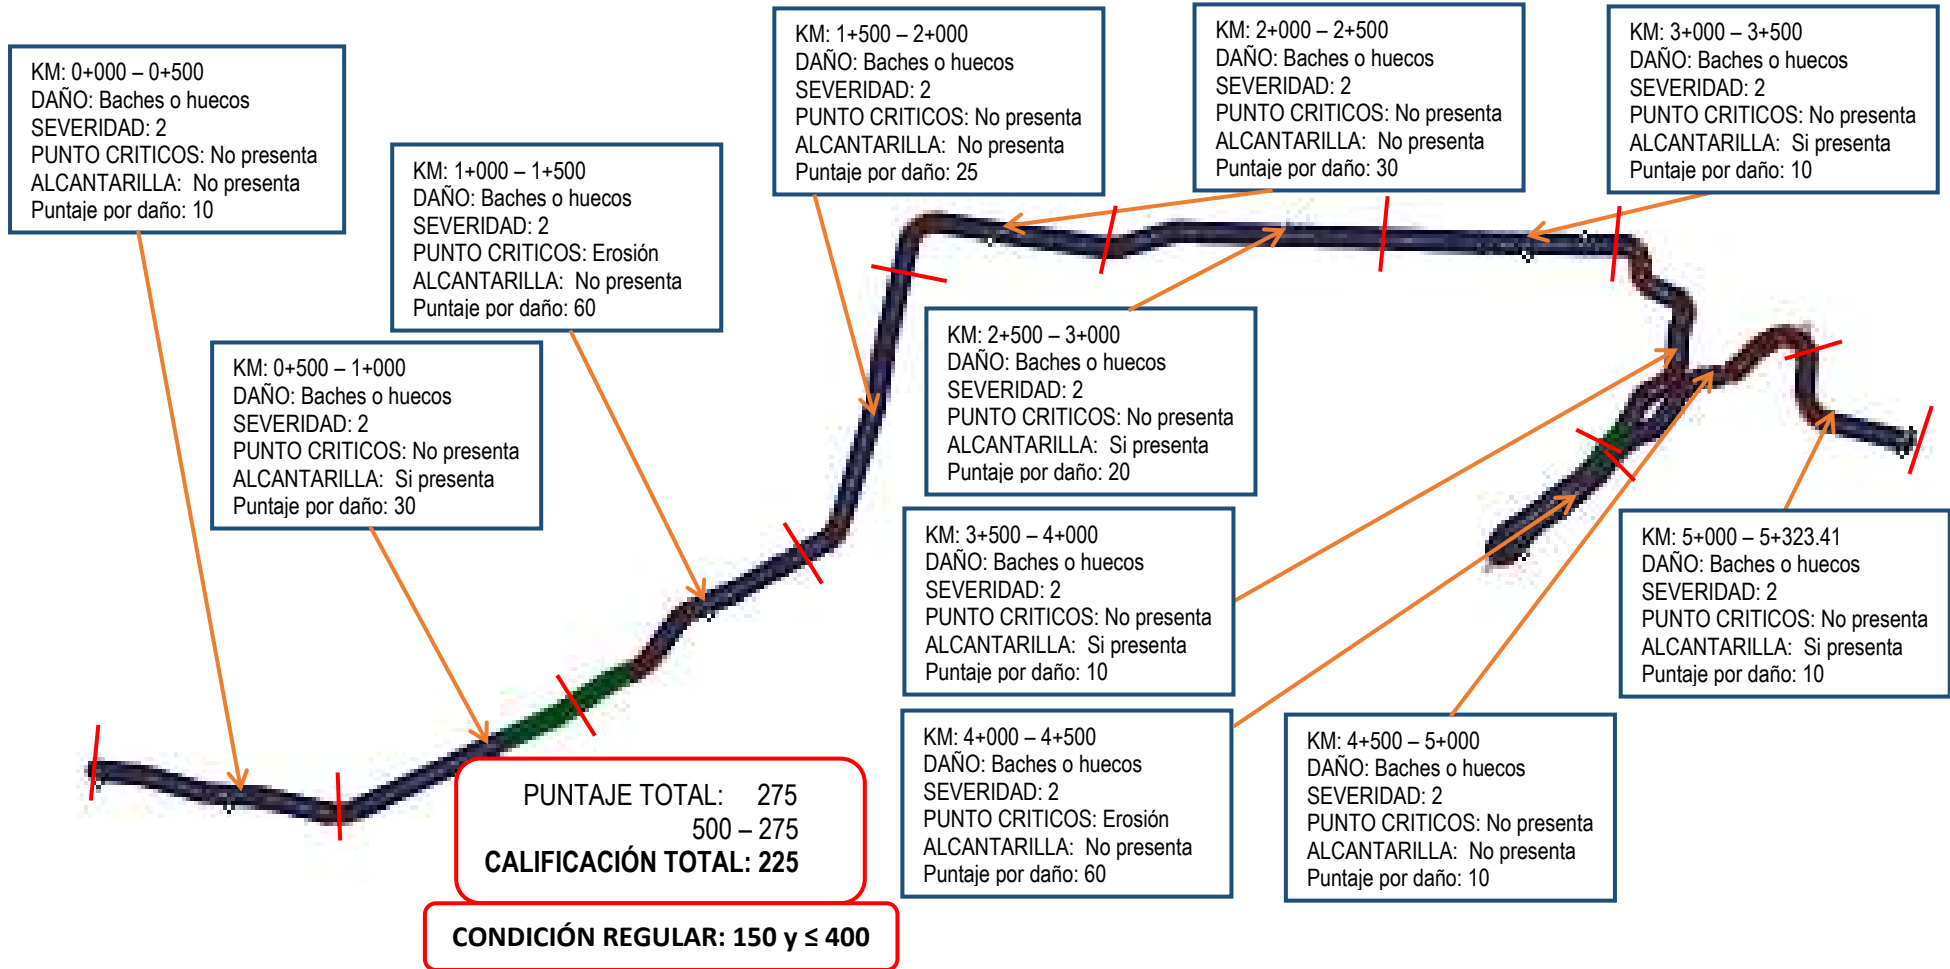 KM: 0+000 – 0+500
DAÑO: Baches o huecos
SEVERIDAD: 2
PUNTO CRITICOS: No presenta
ALCANTARILLA: No presenta
Puntaje por daño: 10
KM: 0+500 – 1+000
DAÑO: Baches o huecos
SEVERIDAD: 2
PUNTO CRITICOS: No presenta
ALCANTARILLA: Si presenta
Puntaje por daño: 30
KM: 1+000 – 1+500
DAÑO: Baches o huecos
SEVERIDAD: 2
PUNTO CRITICOS: Erosión
ALCANTARILLA: No presenta
Puntaje por daño: 60
KM: 1+500 – 2+000
DAÑO: Baches o huecos
SEVERIDAD: 2
PUNTO CRITICOS: No presenta
ALCANTARILLA: No presenta
Puntaje por daño: 25
KM: 2+000 – 2+500
DAÑO: Baches o huecos
SEVERIDAD: 2
PUNTO CRITICOS: No presenta
ALCANTARILLA: No presenta
Puntaje por daño: 30
KM: 2+500 – 3+000
DAÑO: Baches o huecos
SEVERIDAD: 2
PUNTO CRITICOS: No presenta
ALCANTARILLA: Si presenta
Puntaje por daño: 20
KM: 3+000 – 3+500
DAÑO: Baches o huecos
SEVERIDAD: 2
PUNTO CRITICOS: No presenta
ALCANTARILLA: Si presenta
Puntaje por daño: 10
KM: 3+500 – 4+000
DAÑO: Baches o huecos
SEVERIDAD: 2
PUNTO CRITICOS: No presenta
ALCANTARILLA: Si presenta
Puntaje por daño: 10
KM: 4+000 – 4+500
DAÑO: Baches o huecos
SEVERIDAD: 2
PUNTO CRITICOS: Erosión
ALCANTARILLA: No presenta
Puntaje por daño: 60
KM: 4+500 – 5+000
DAÑO: Baches o huecos
SEVERIDAD: 2
PUNTO CRITICOS: No presenta
ALCANTARILLA: No presenta
Puntaje por daño: 10
KM: 5+000 – 5+323.41
DAÑO: Baches o huecos
SEVERIDAD: 2
PUNTO CRITICOS: No presenta
ALCANTARILLA: Si presenta
Puntaje por daño: 10
PUNTAJE TOTAL: 275
500 – 275
CALIFICACIÓN TOTAL: 225
CONDICIÓN REGULAR: 150 y ≤ 400